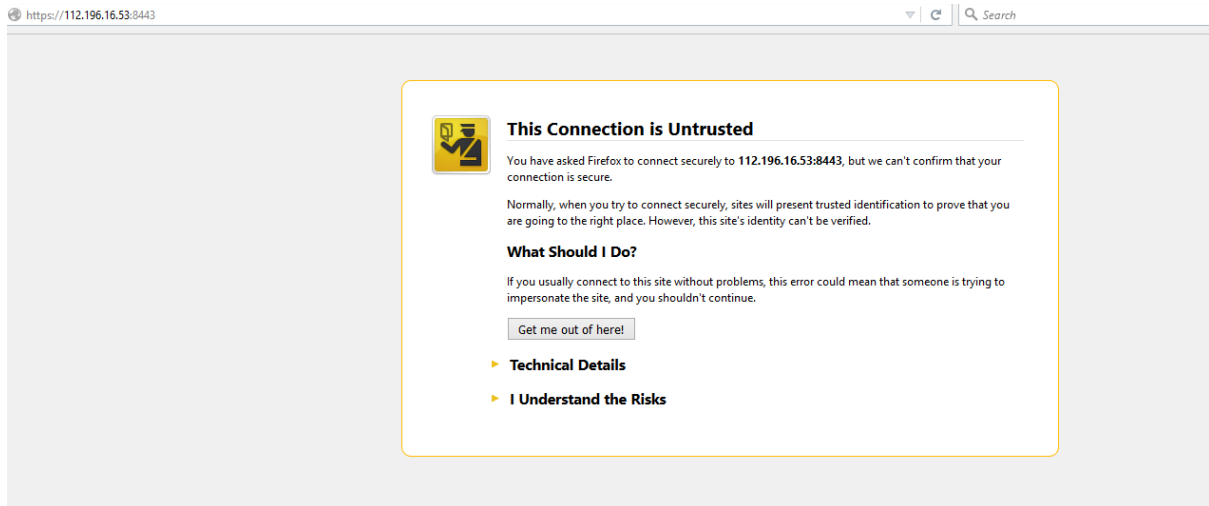 https://112.196.16.53:8443
Search
This Connection is Untrusted
You have asked Firefox to connect securely to 112.196.16.53:8443, but we can't confirm that your
connection is secure.
Normally, when you try to connect securely, sites will present trusted identification to prove that you
are going to the right place. However, this site's identity can't be verified.
What Should I Do?
If you usually connect to this site without problems, this error could mean that someone is trying to
impersonate the site, and you shouldn't continue.
Get me out of here!
Technical Details
I Understand the Risks